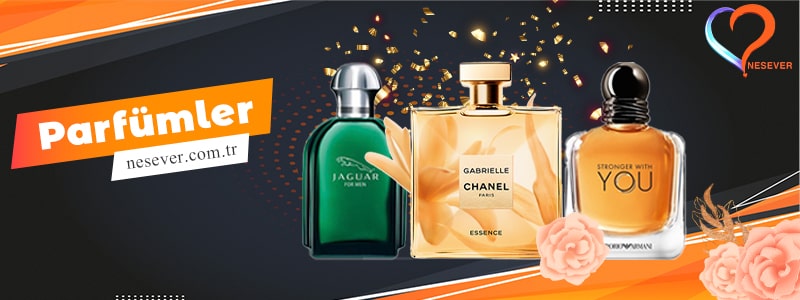 NESEVER
Parfümler
nesever.com.tr
JAGUAR
FOR MEN
GABRIELLE
CHANEL
PARIS
ESSENCE
STRONGER WITH
YOU
EMPORIO ARMANI